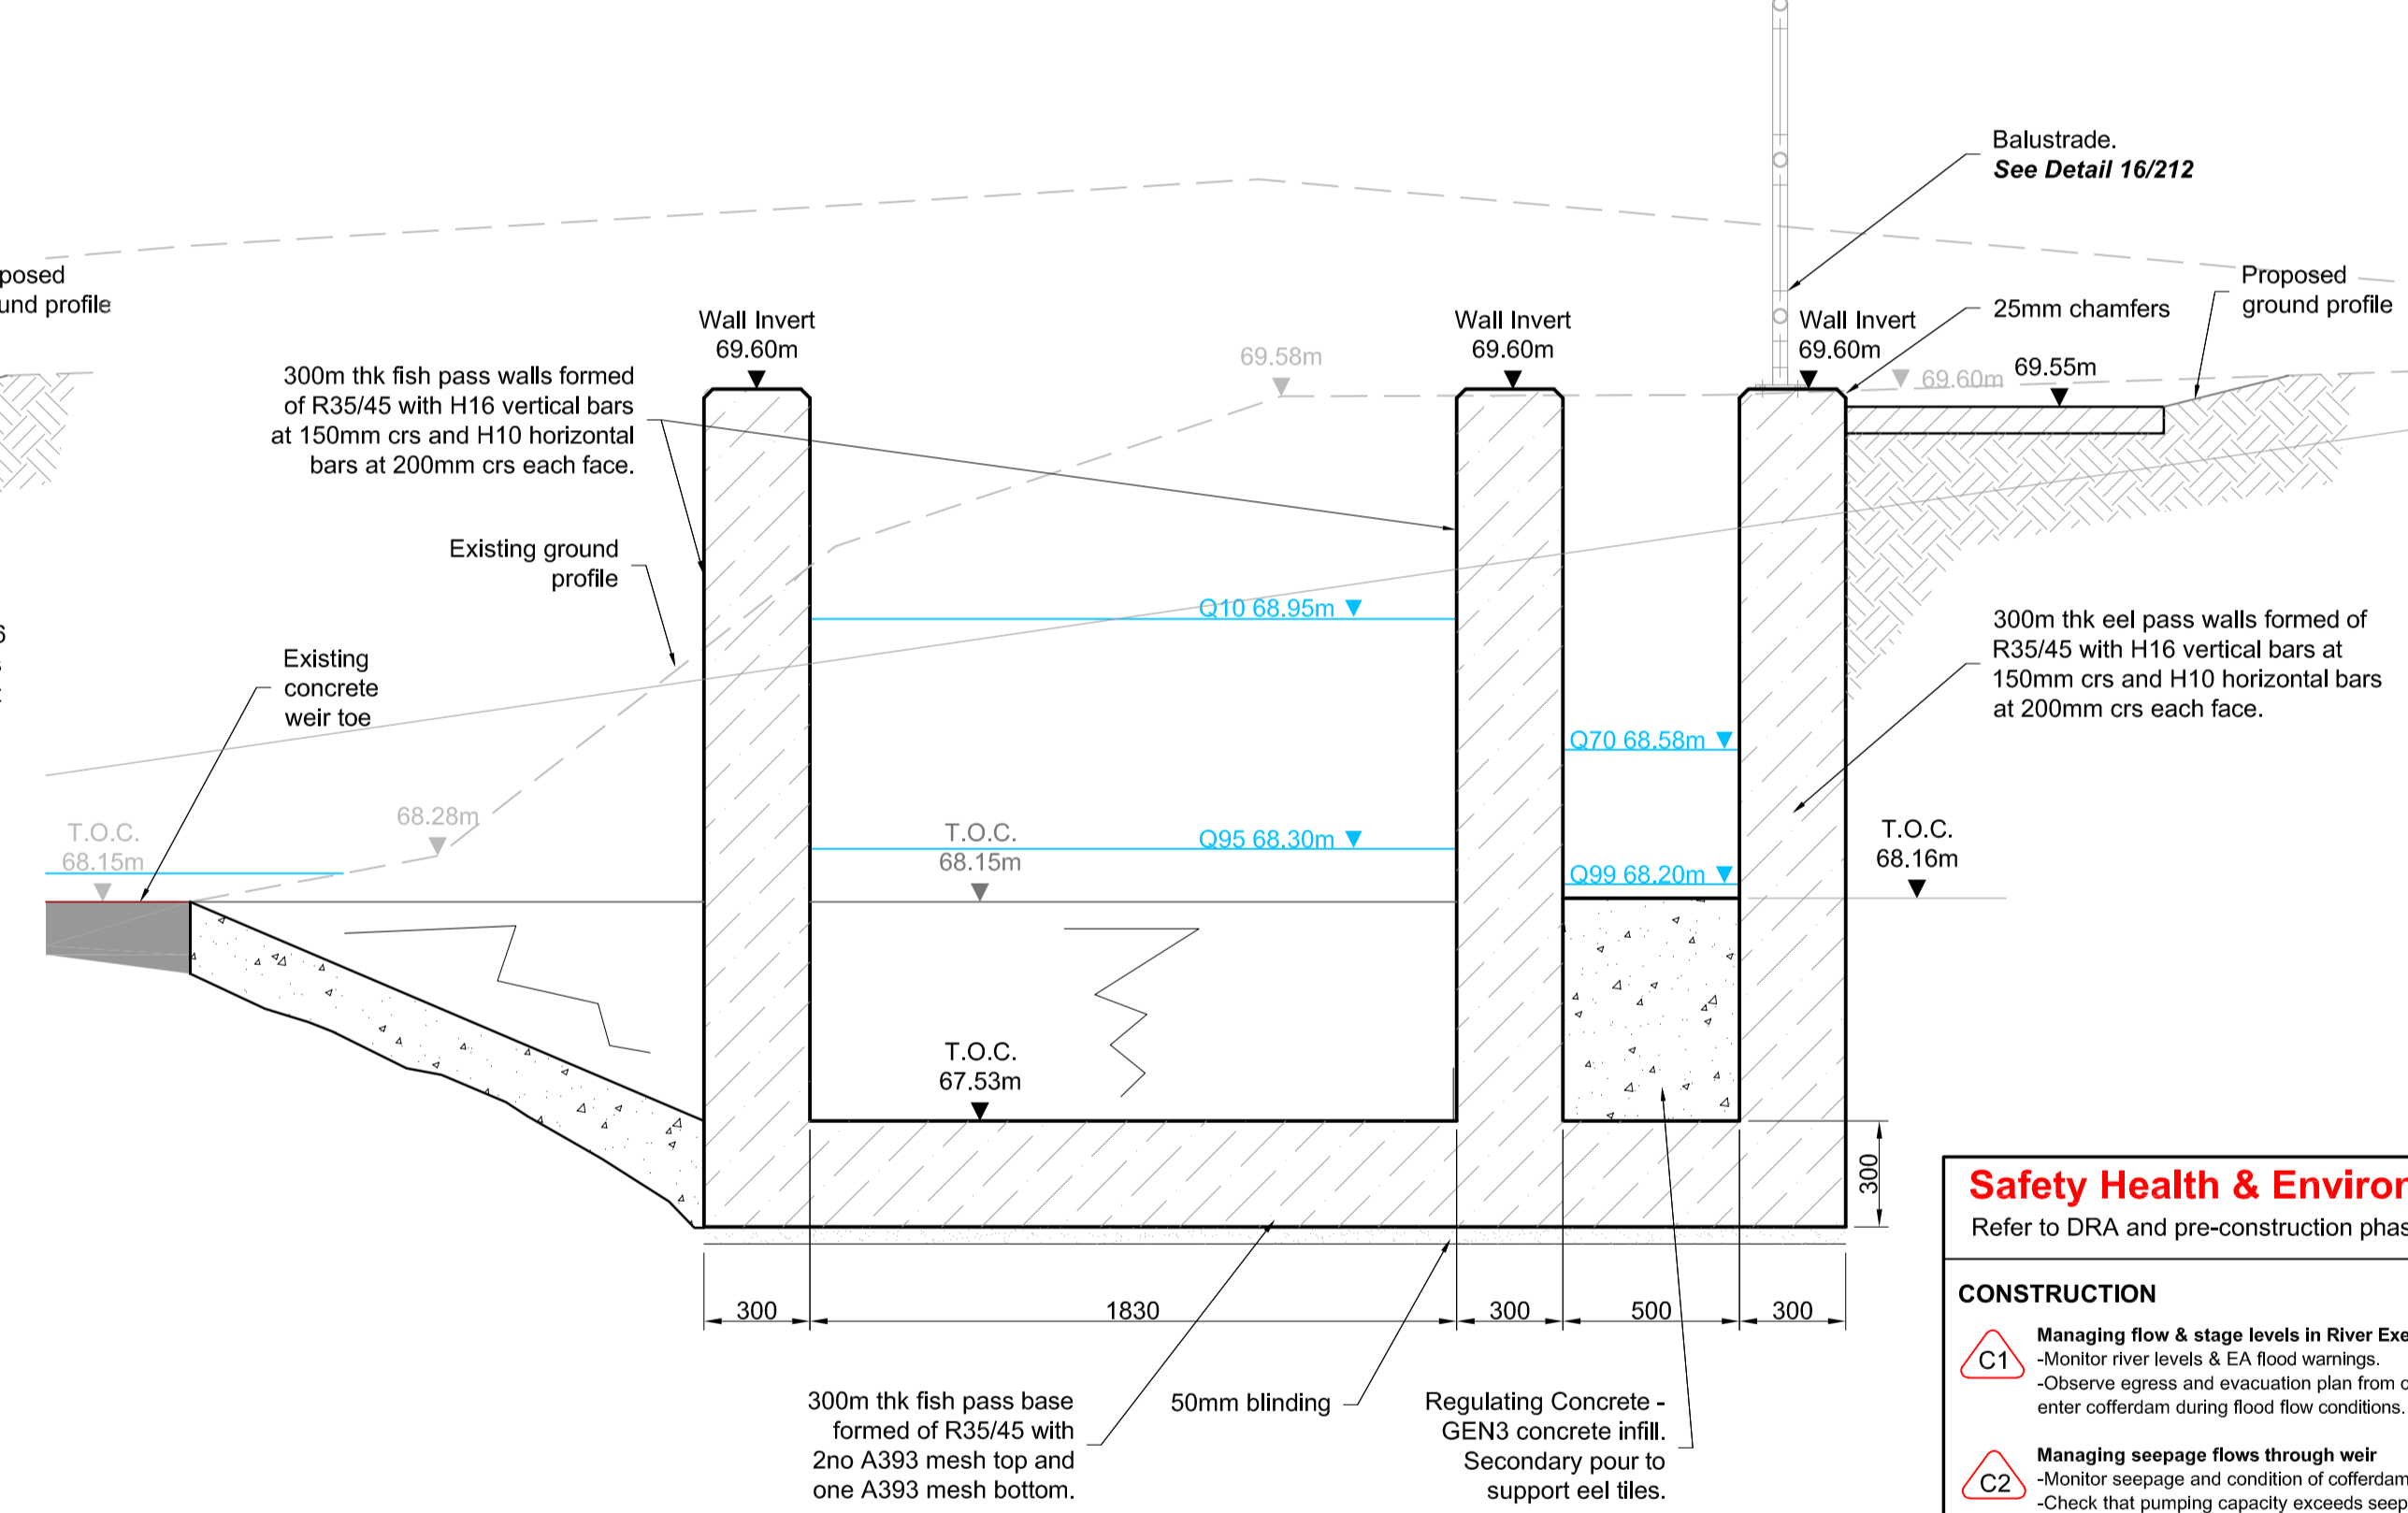 Balustrade.
See Detail 16/212
posed
und profile
Proposed
ground profile
25mm chamfers
Wall Invert
69.60m
Wall Invert
69.60m
Wall Invert
69.60m
69.58m
69.60m
69.55m
300m thk fish pass walls formed
of R35/45 with H16 vertical bars
at 150mm crs and H10 horizontal
bars at 200mm crs each face.
Existing ground
profile
Existing
concrete
weir toe
Q10 68.95m
300m thk eel pass walls formed of
R35/45 with H16 vertical bars at
150mm crs and H10 horizontal bars
at 200mm crs each face.
Q70 68.58m
T.O.C.
68.15m
68.28m
T.O.C.
68.15m
Q95 68.30m
Q99 68.20m
T.O.C.
68.16m
T.O.C.
67.53m
300
300
1830
300
500
300
300m thk fish pass base
formed of R35/45 with
2no A393 mesh top and
one A393 mesh bottom.
50mm blinding
Regulating Concrete -
GEN3 concrete infill.
Secondary pour to
support eel tiles.
Safety Health & Environ
Refer to DRA and pre-construction phas
CONSTRUCTION
C1
Managing flow & stage levels in River Exe
-Monitor river levels & EA flood warnings.
-Observe egress and evacuation plan from c
enter cofferdam during flood flow conditions.
C2
Managing seepage flows through weir
-Monitor seepage and condition of cofferdam
-Check that pumping capacity exceeds seep